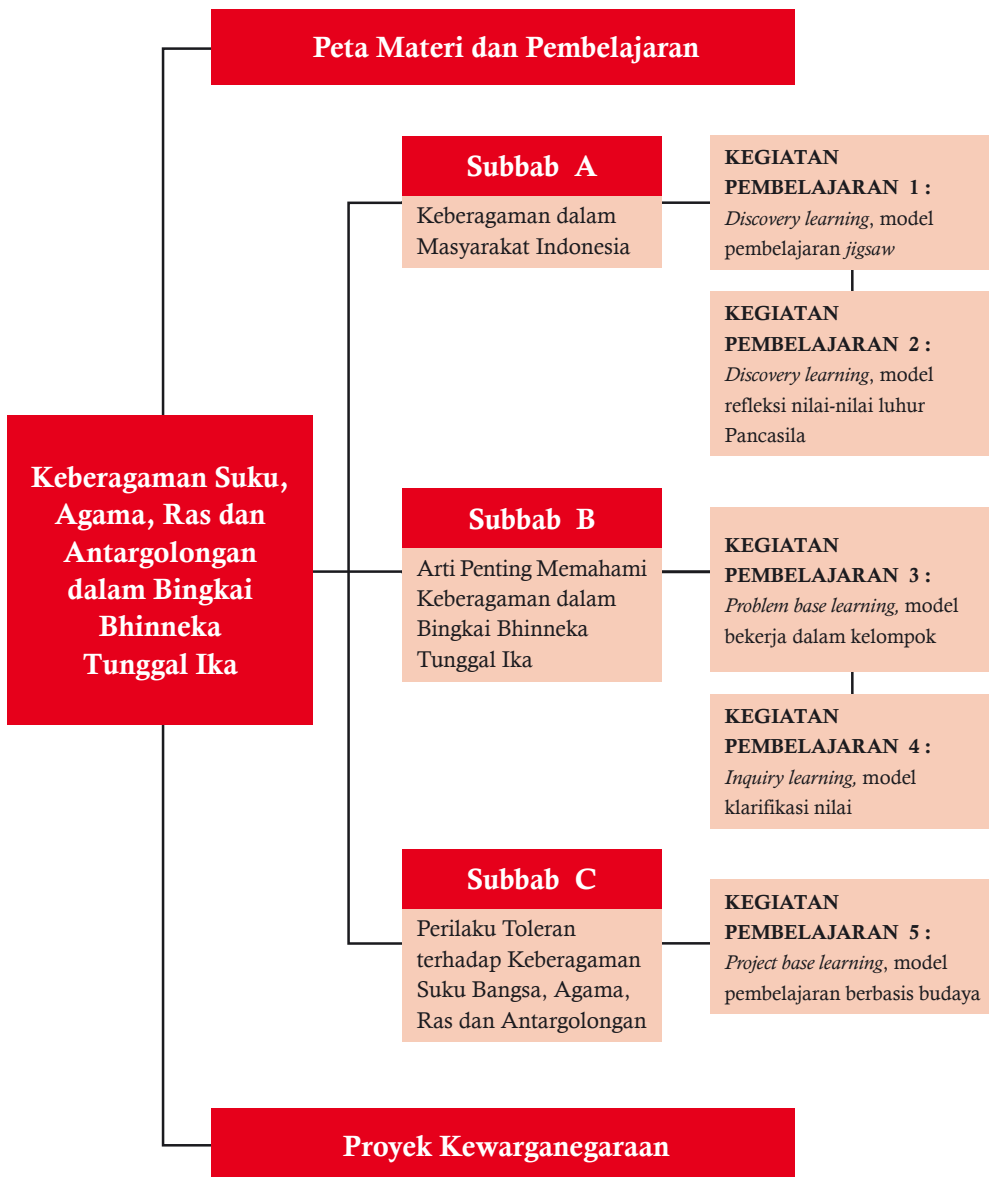 Peta Materi dan Pembelajaran
Subbab A
Keberagaman dalam
Masyarakat Indonesia
KEGIATAN
PEMBELAJARAN 1 :
Discovery learning, model
pembelajaran jigsaw
KEGIATAN
PEMBELAJARAN 2 :
Discovery learning, model
refleksi nilai-nilai luhur
Pancasila
Keberagaman Suku,
Agama, Ras dan
Antargolongan
dalam Bingkai
Bhinneka
Tunggal Ika
Subbab B
Arti Penting Memahami
Keberagaman dalam
Bingkai Bhinneka
Tunggal Ika
KEGIATAN
PEMBELAJARAN 3 :
Problem base learning, model
bekerja dalam kelompok
KEGIATAN
PEMBELAJARAN 4 :
Inquiry learning, model
klarifikasi nilai
Subbab C
Perilaku Toleran
terhadap Keberagaman
Suku Bangsa, Agama,
Ras dan Antargolongan
KEGIATAN
PEMBELAJARAN 5 :
Project base learning, model
pembelajaran berbasis budaya
Proyek Kewarganegaraan